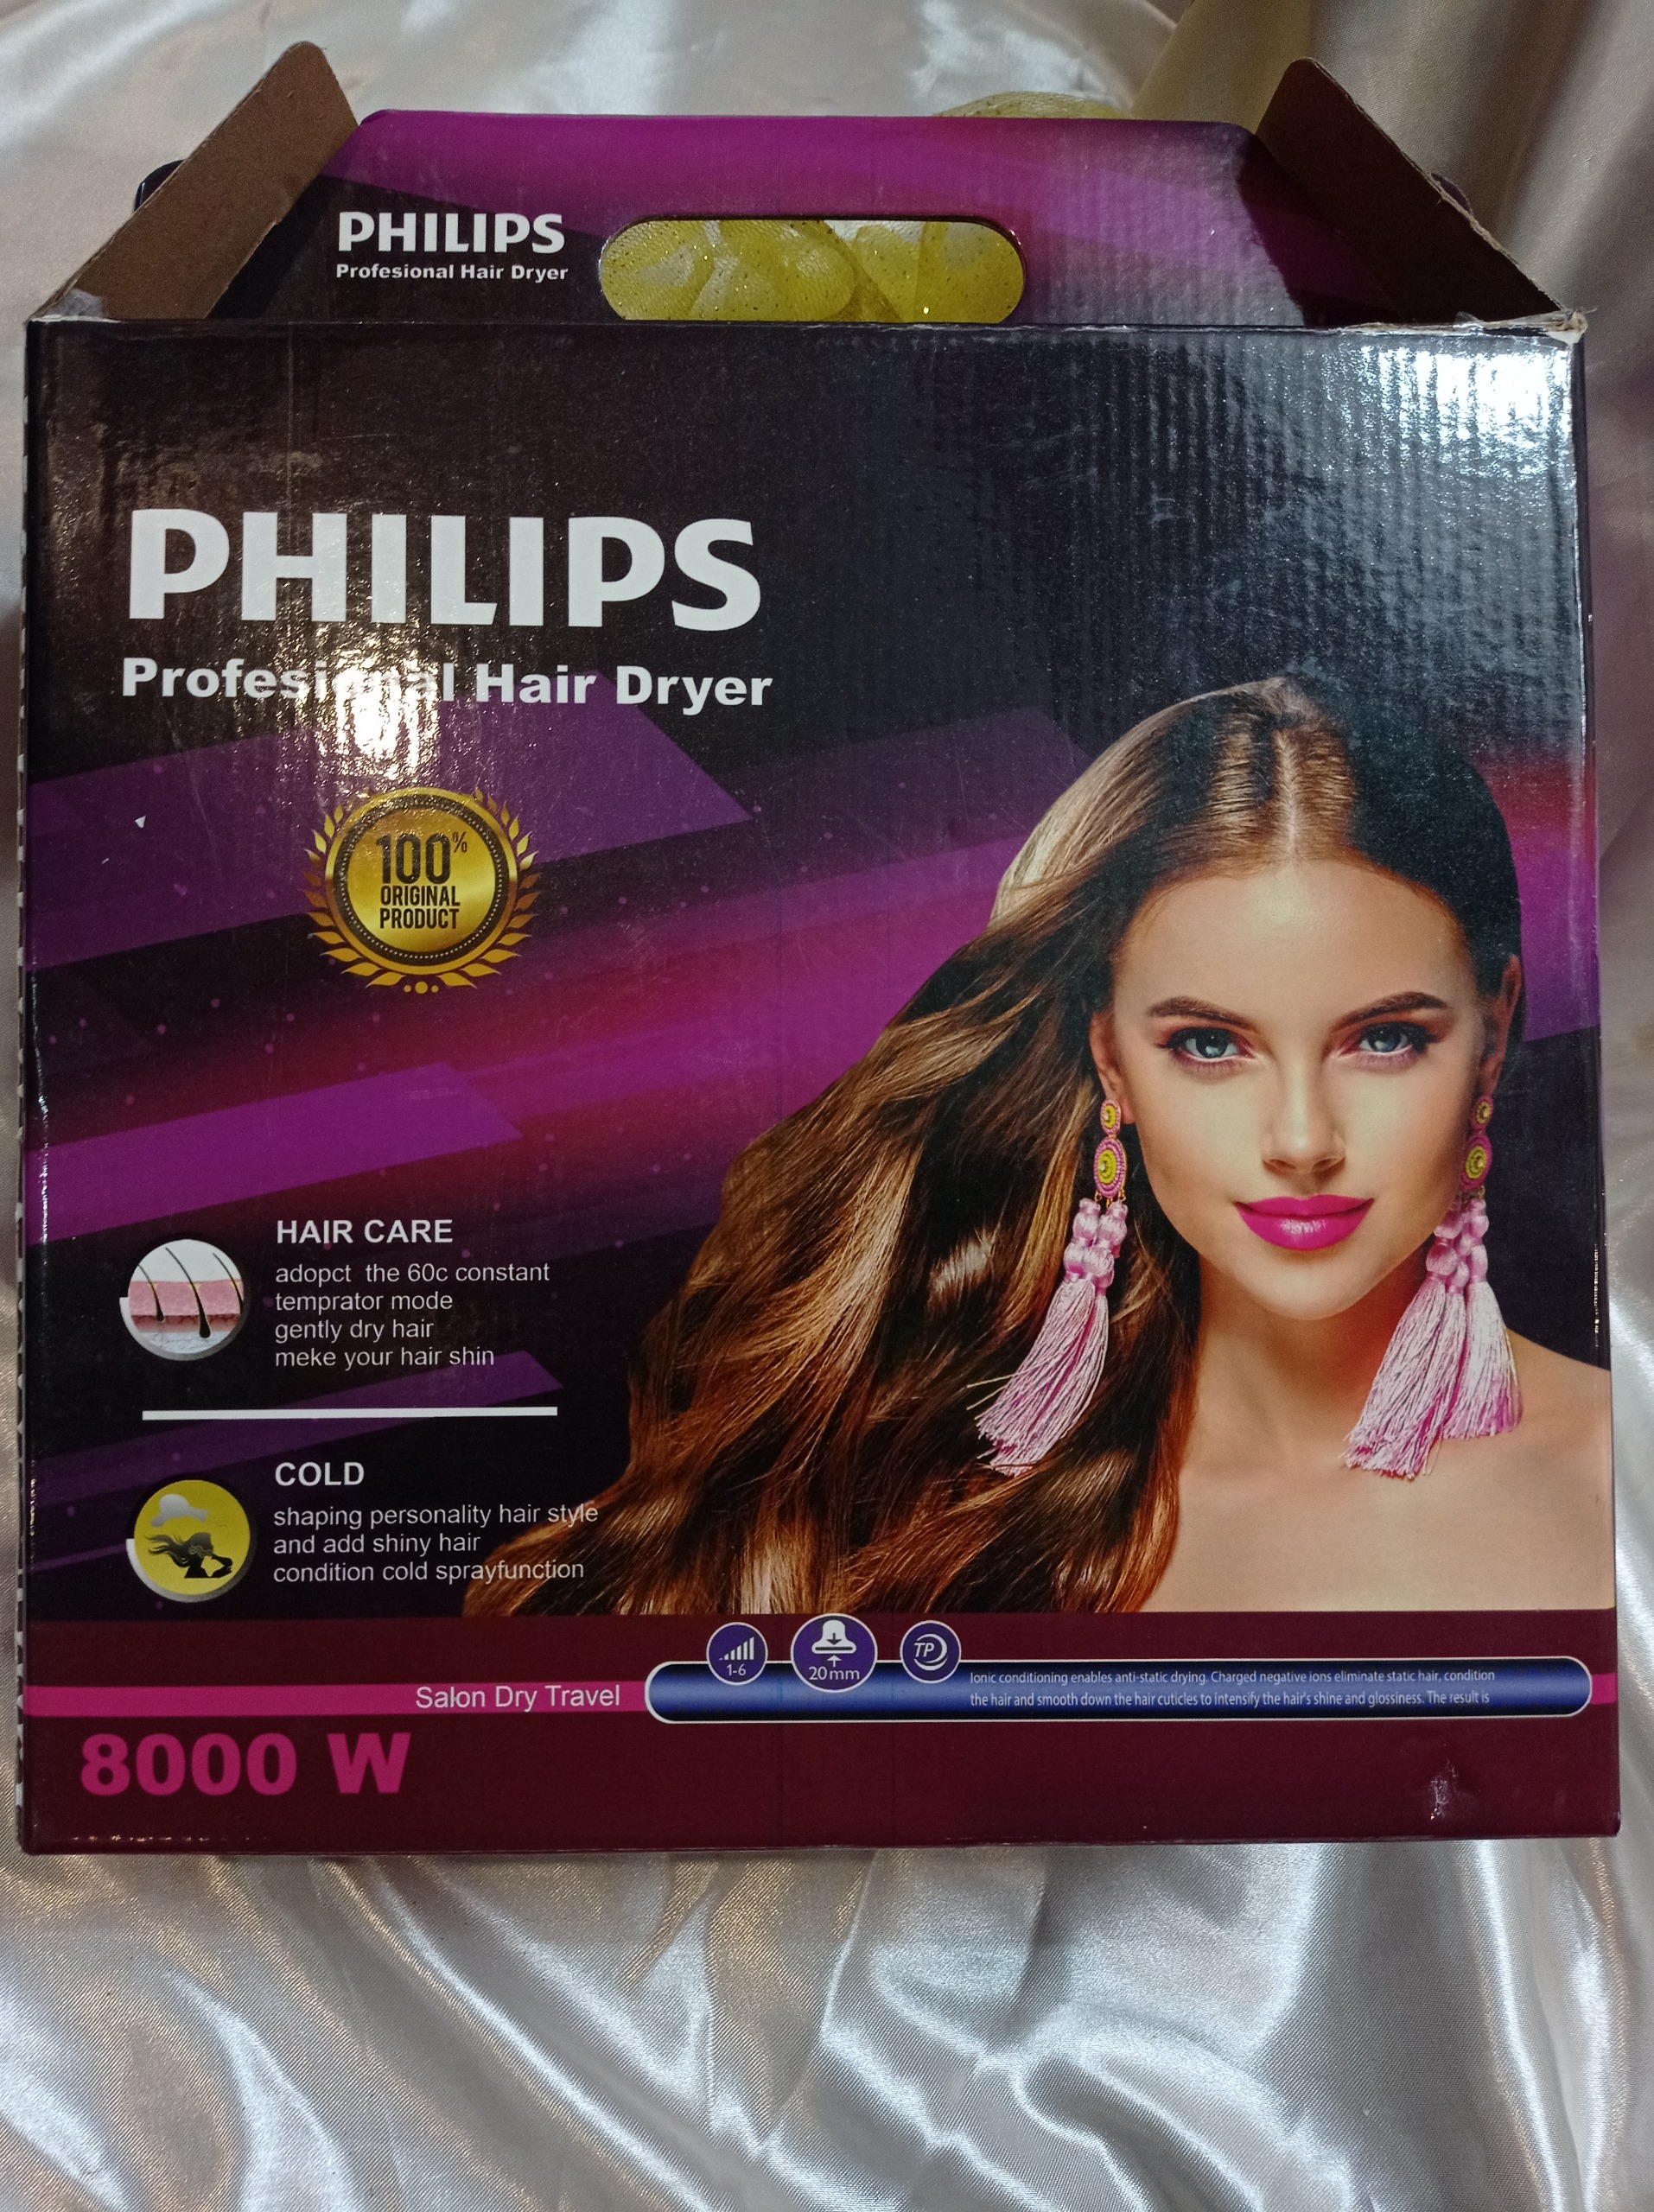 PHILIPS
Profesional Hair Dryer
PHILIPS
Profesional Hair Dryer
100%
ORIGINAL
PRODUCT
HAIR CARE
adopct the 60c constant
temprator mode
gently dry hair
meke your hair shin
COLD
shaping personality hair style
and add shiny hair
condition cold sprayfunction
1-6
20mm
TP
Ionic conditioning enables anti-static drying. Charged negative ions eliminate static hair, condition
the hair and smooth down the hair cuticles to intensify the hair's shine and glossiness. The result is
Salon Dry Travel
8000 W